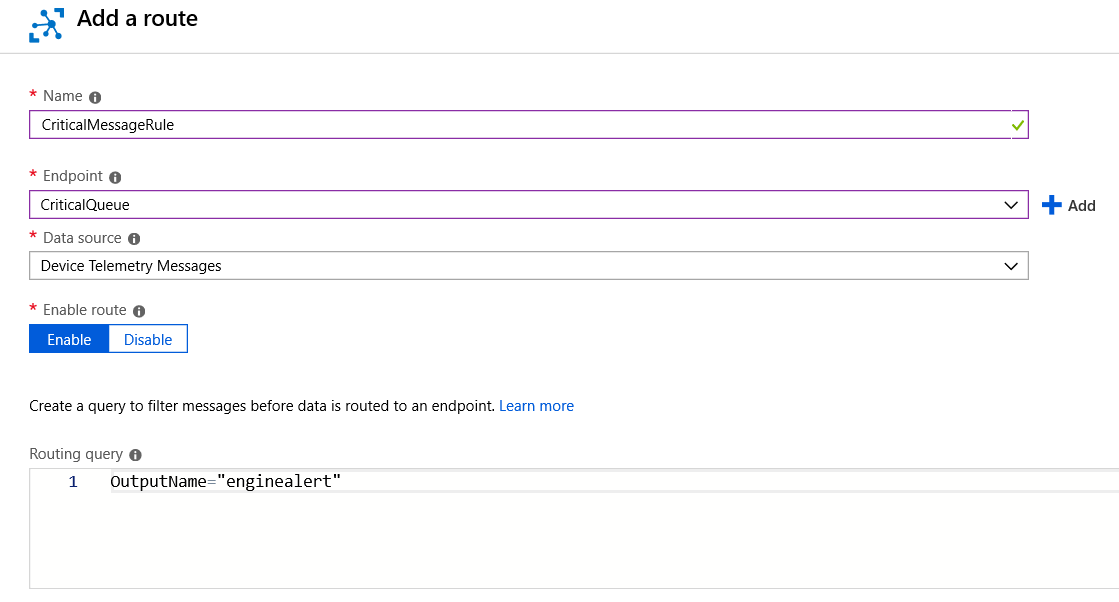 Add a route
* Name
CriticalMessageRule
* Endpoint
CriticalQueue
Add
* Data source
Device Telemetry Messages
* Enable route
Enable Disable
Create a query to filter messages before data is routed to an endpoint. Learn more
Routing query
1 OutputName="enginealert"